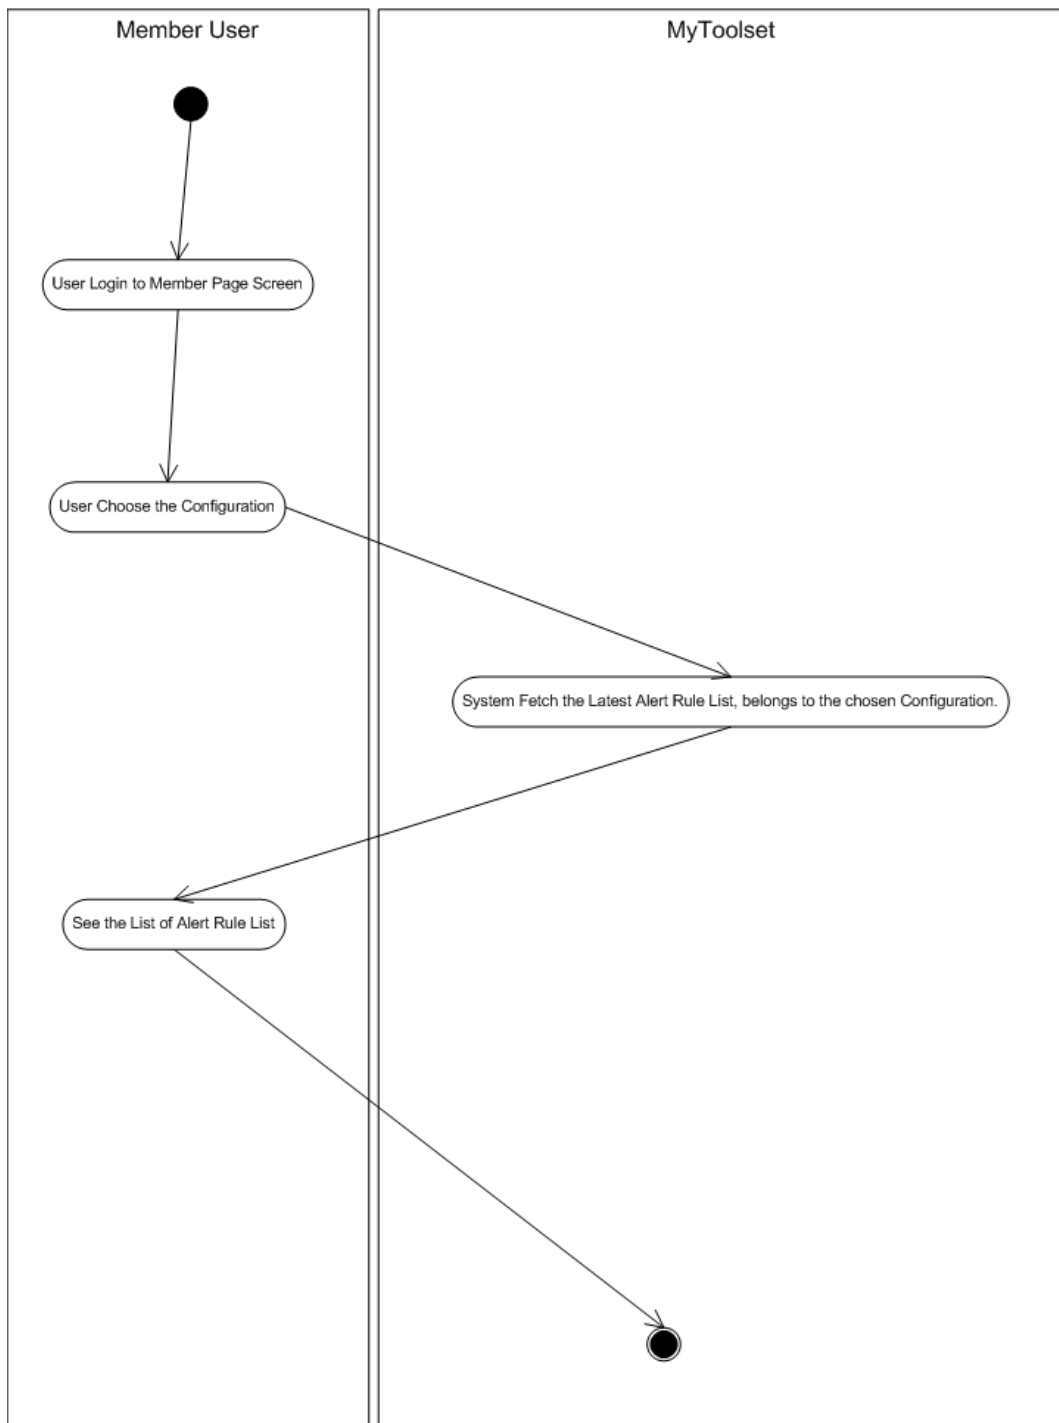 Member User
MyToolset
User Login to Member Page Screen
User Choose the Configuration
System Fetch the Latest Alert Rule List, belongs to the chosen Configuration.
See the List of Alert Rule List